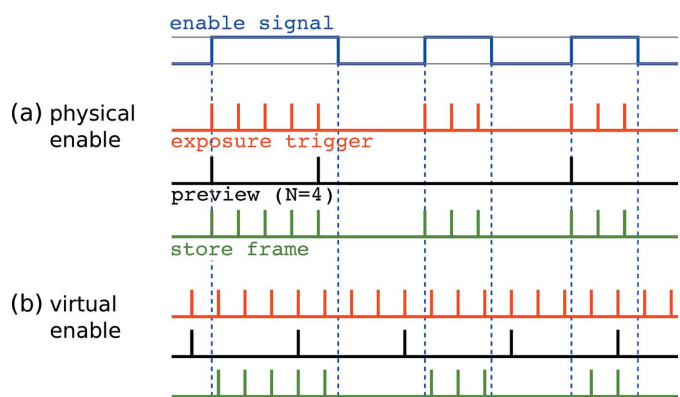 enable signal
(a) physical
enable
exposure trigger
preview (N=4)
store frame
(b) virtual
enable